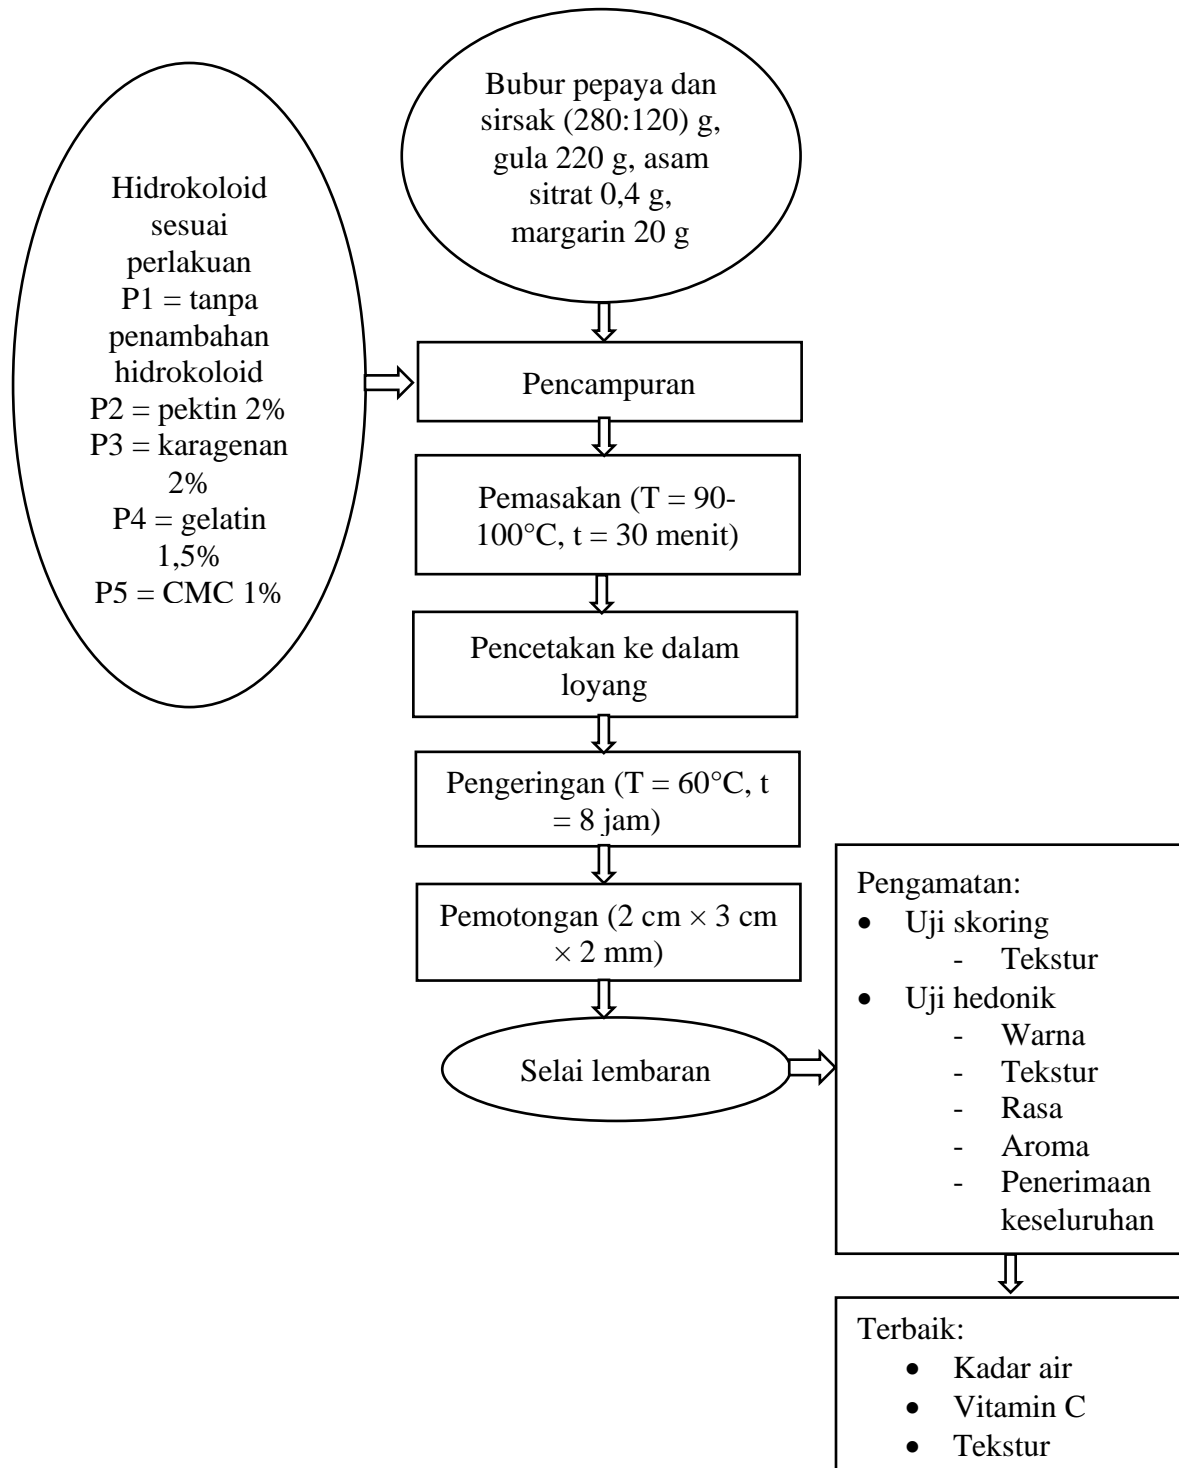 Bubur pepaya dan
sirsak (280:120) g,
gula 220 g, asam
sitrat 0,4 g,
margarin 20 g
Hidrokoloid
sesuai
perlakuan
P1 = tanpa
penambahan
hidrokoloid
P2 = pektin 2%
P3 = karagenan
2%
P4 = gelatin
1,5%
P5 = CMC 1%
Pencampuran
Pemasakan (T = 90-
100°C, t = 30 menit)
Pencetakan ke dalam
loyang
Pengeringan (T = 60°C, t
= 8 jam)
Pemotongan (2 cm × 3 cm
× 2 mm)
Selai lembaran
Pengamatan:
• Uji skoring
- Tekstur
• Uji hedonik
- Warna
- Tekstur
- Rasa
- Aroma
- Penerimaan
keseluruhan
Terbaik:
• Kadar air
• Vitamin C
• Tekstur